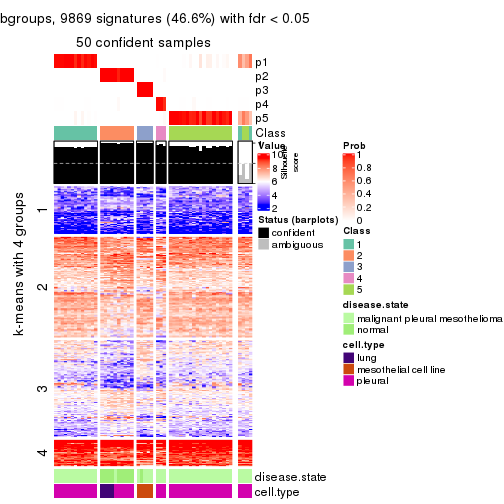 bgroups, 9869 signatures (46.6%) with fdr < 0.05
50 confident samples
p1
p2
p3
p4
p5
Class
k-means with 4 groups
1
2
3
4
Silhouette
score
disease.state
cell.type
Value
10
8
6
4
2
Status (barplots)
confident
ambiguous
Prob
1
0.8
0.6
0.4
0.2
0
Class
1
2
3
4
5
disease.state
malignant pleural mesothelioma
normal
cell.type
lung
mesothelial cell line
pleural